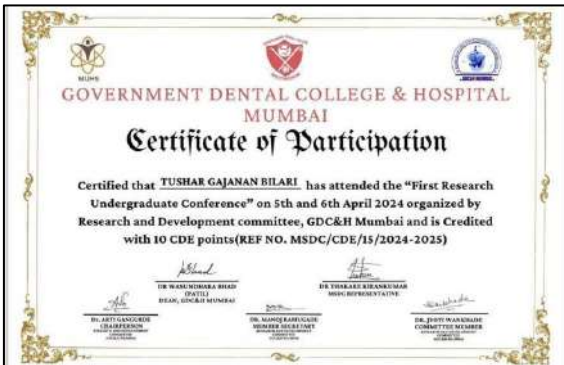 MUHS
GOVERNMENT DENTAL COLLEGE & HOSPITAL
MUMBAI
Certificate of Participation
Certified that TUSHAR GAJANAN BILARI has attended the "First Research
Undergraduate Conference" on 5th and 6th April 2024 organized by
Research and Development committee, GDC&H Mumbai and is Credited
with 10 CDE points(REF NO. MSDC/CDE/15/2024-2025)
DR WASUNDHARA BHAD
(PATIL)
DEAN, GDC&H MUMBAI
DR THARAKE KIRANKUMAR
MSDC REPRESENTATIVE
DR. ARTI GANGURDE
CHAIRPERSON
DR. MANOJ RAMUGADE
MEMBER SECRETARY
DR. JYOTI WANKHADE
COMMITTEE MEMBER